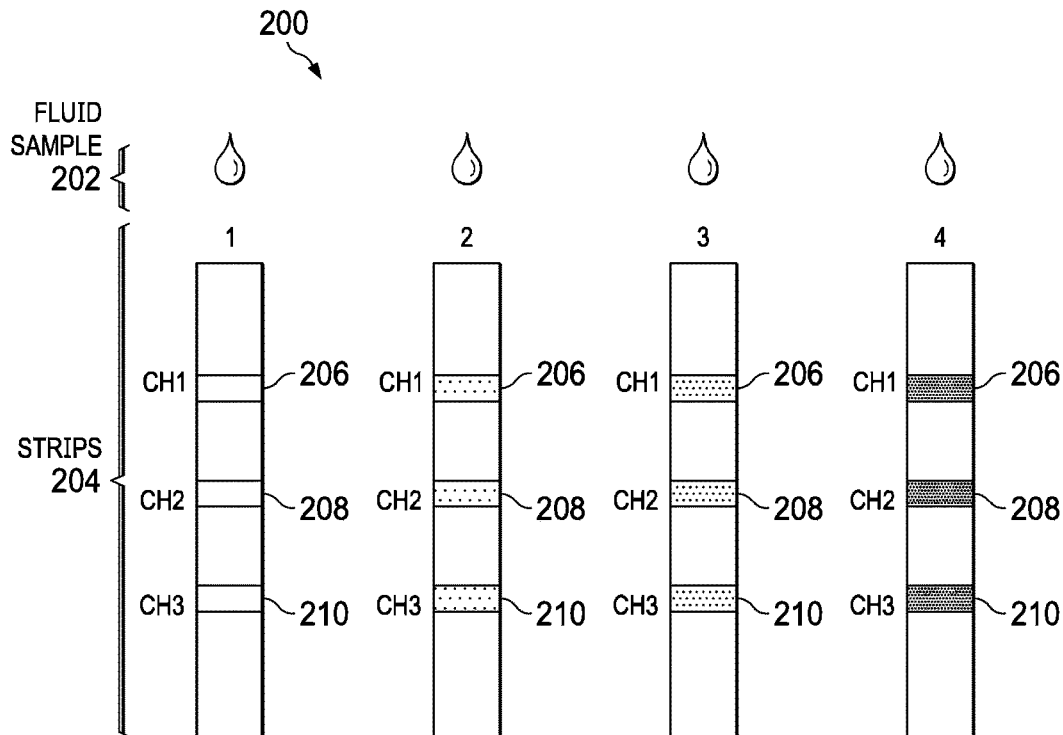 200
FLUID
SAMPLE
202
1 2 3 4
CH1 206 CH1 206 CH1 206 CH1 206
STRIPS
204
CH2 208 CH2 208 CH2 208 CH2 208
CH3 210 CH3 210 CH3 210 CH3 210